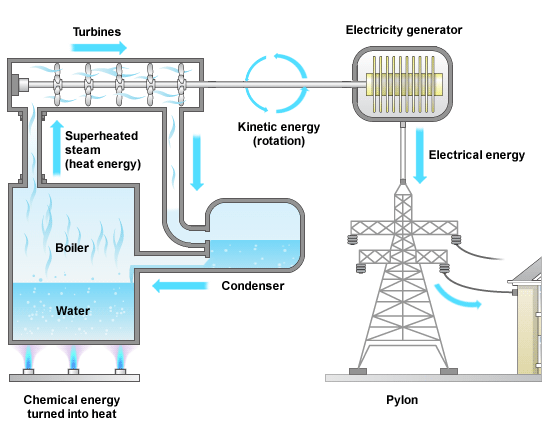 Turbines
Electricity generator
Kinetic energy
(rotation)
Superheated
steam
(heat energy)
Electrical energy
Boiler
Water
Condenser
Chemical energy
turned into heat
Pylon